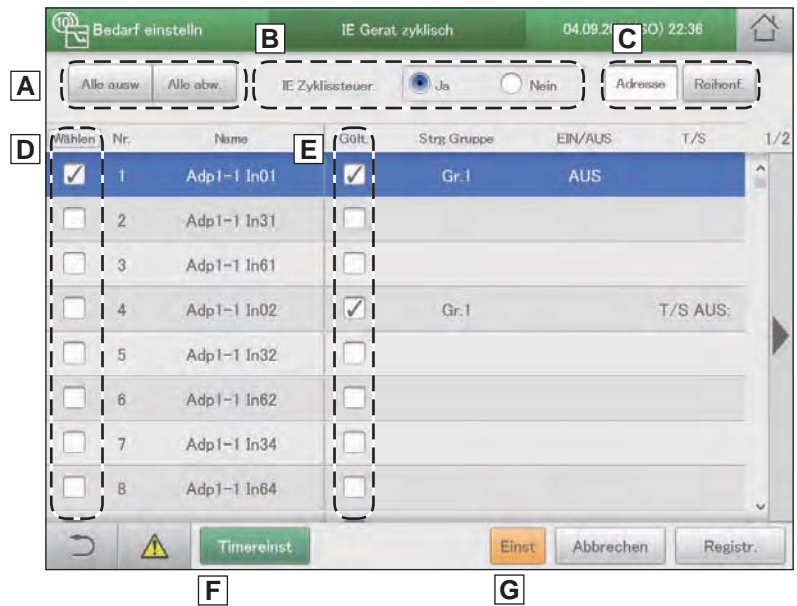 Bedarf einstelln IE Gerat zyklisch 04.09.2 O) 22:36
B C
A Alle ausw Alle abw. IE Zyklissteuer. Ja Nein Adresse Reihenf.
D Wählen Nr. Name E Gült. Strg Gruppe EIN/AUS T/S 1/2
1 Adp1-1 In01 Gr.1 AUS
2 Adp1-1 In31
3 Adp1-1 In61
4 Adp1-1 In02 Gr.1 T/S AUS:
5 Adp1-1 In32
6 Adp1-1 In62
7 Adp1-1 In34
8 Adp1-1 In64
Timereinst Einst Abbrechen Registr.
F G